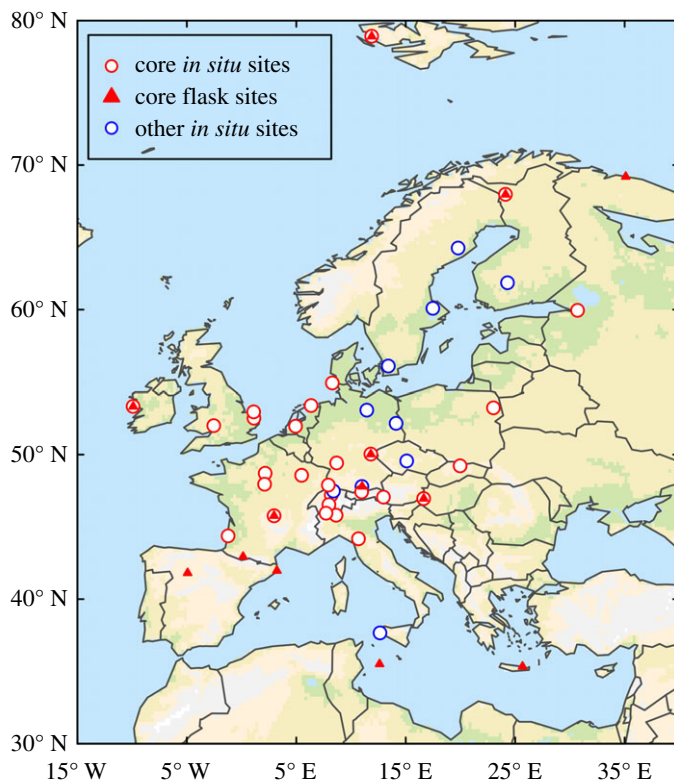 80° N
core in situ sites
core flask sites
other in situ sites
70° N
60° N
50° N
40° N
30° N
15° W
5° W
5° E
15° E
25° E
35° E